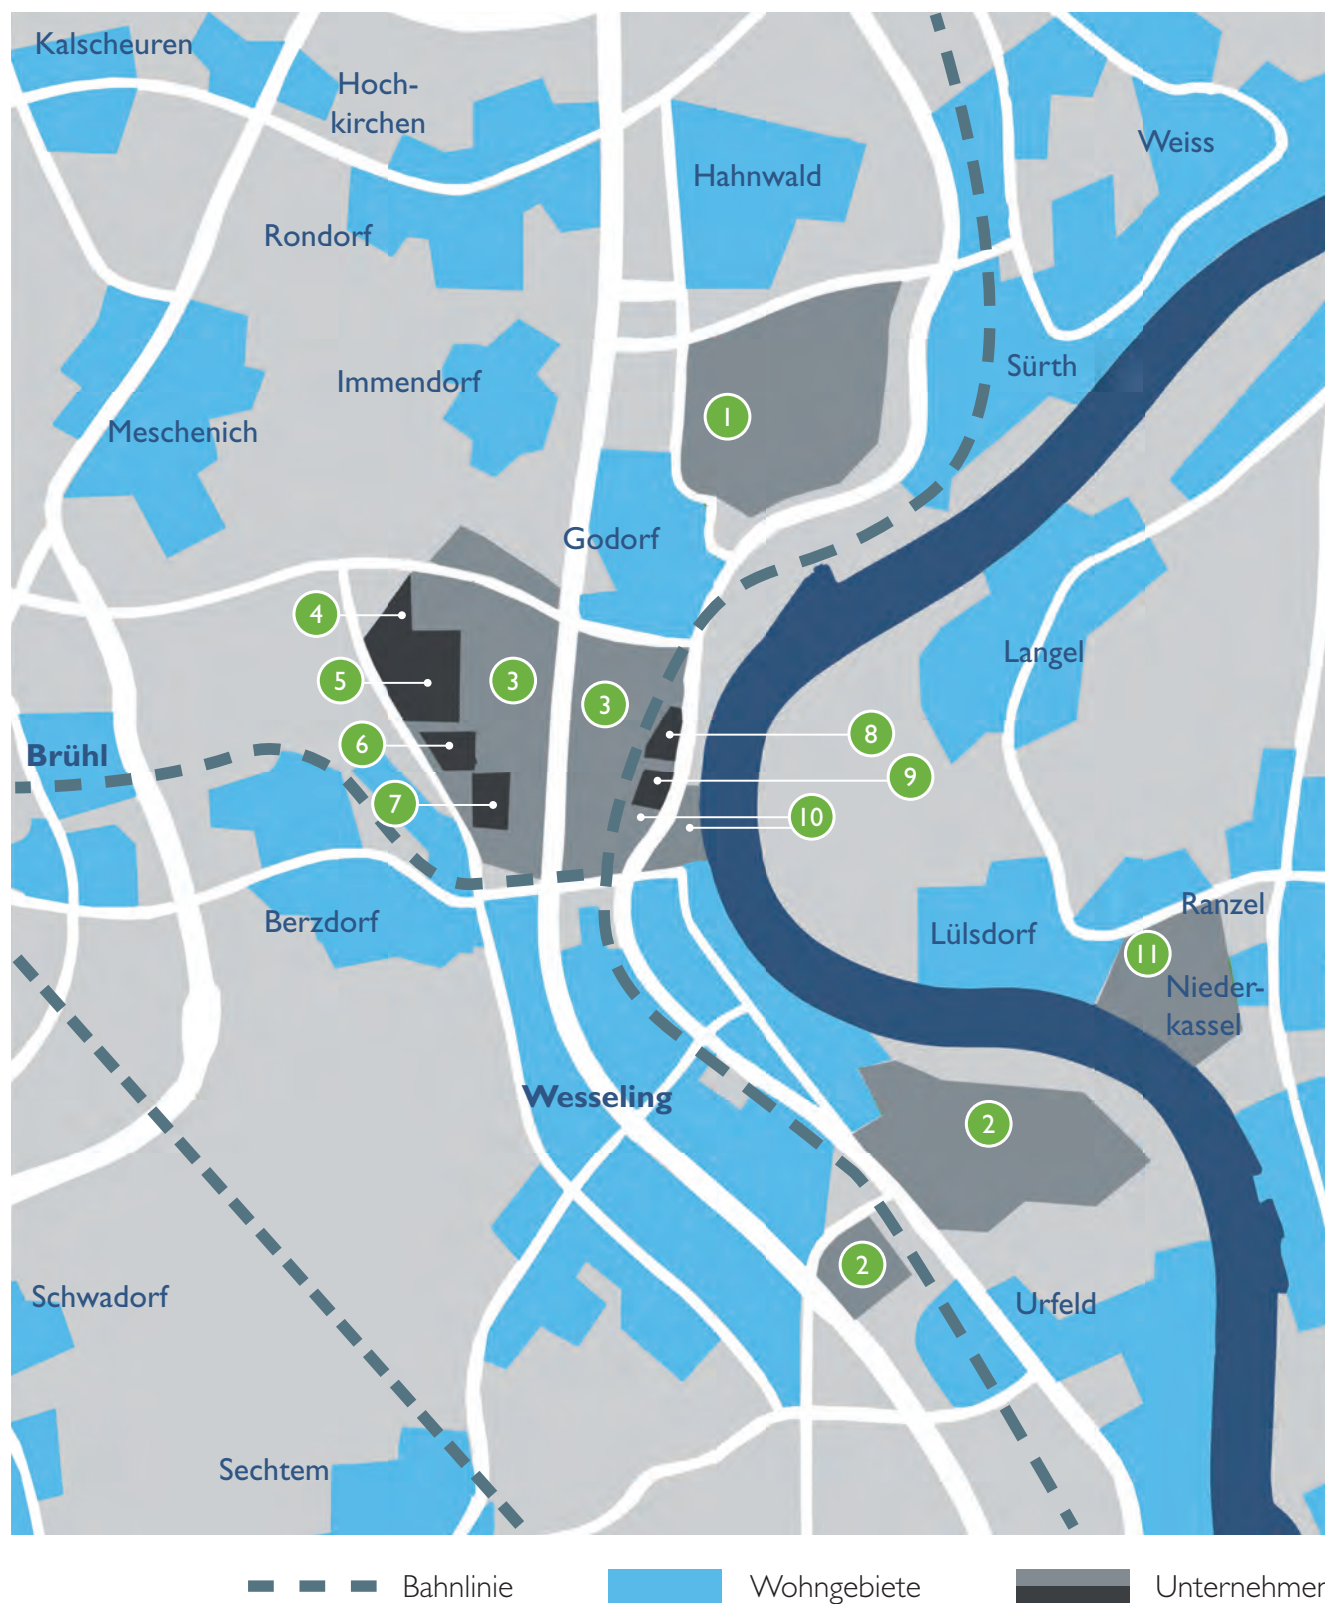 Kalscheuren
Hoch-
kirchen
Weiss
Hahnwald
Rondorf
Sürth
Immendorf
1
Meschenich
Godorf
4
Langel
5
3
3
8
6
Brühl
9
7
10
Ranzel
Berzdorf
Lülsdorf
11
Nieder-
kassel
Wesseling
2
2
Schwadorf
Urfeld
Sechtem
Bahnlinie
Wohngebiete
Unternehmen